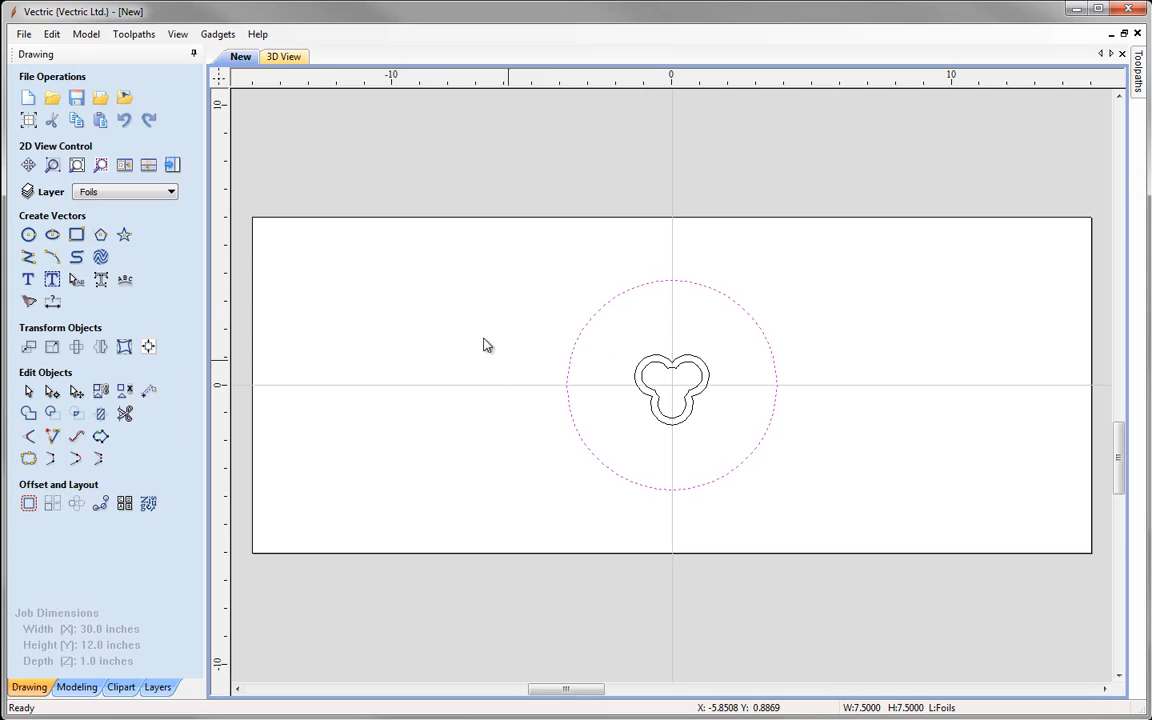 Vectric {Vectric Ltd.} - [New]
File Edit Model Toolpaths View Gadgets Help
Drawing
New 3D View
Toolpaths
File Operations
-10 0 10
10
2D View Control
Layer Foils
Create Vectors
Transform Objects
Edit Objects
0
Offset and Layout
Job Dimensions
Width (X): 30.0 inches
Height (Y): 12.0 inches
Depth (Z): 1.0 inches
-10
Drawing Modeling Clipart Layers
Ready
X: -5.8508 Y: 0.8869 W:7.5000 H:7.5000 L:Foils